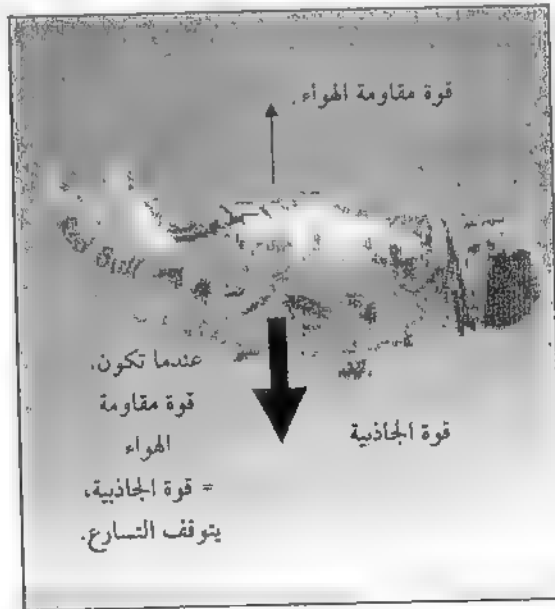 قوة مقاومة الهواء.
عندما تكون.
قوة مقاومة
الهواء
= قوة الجاذبية،
يتوقف التسارع.
قوة الجاذبية